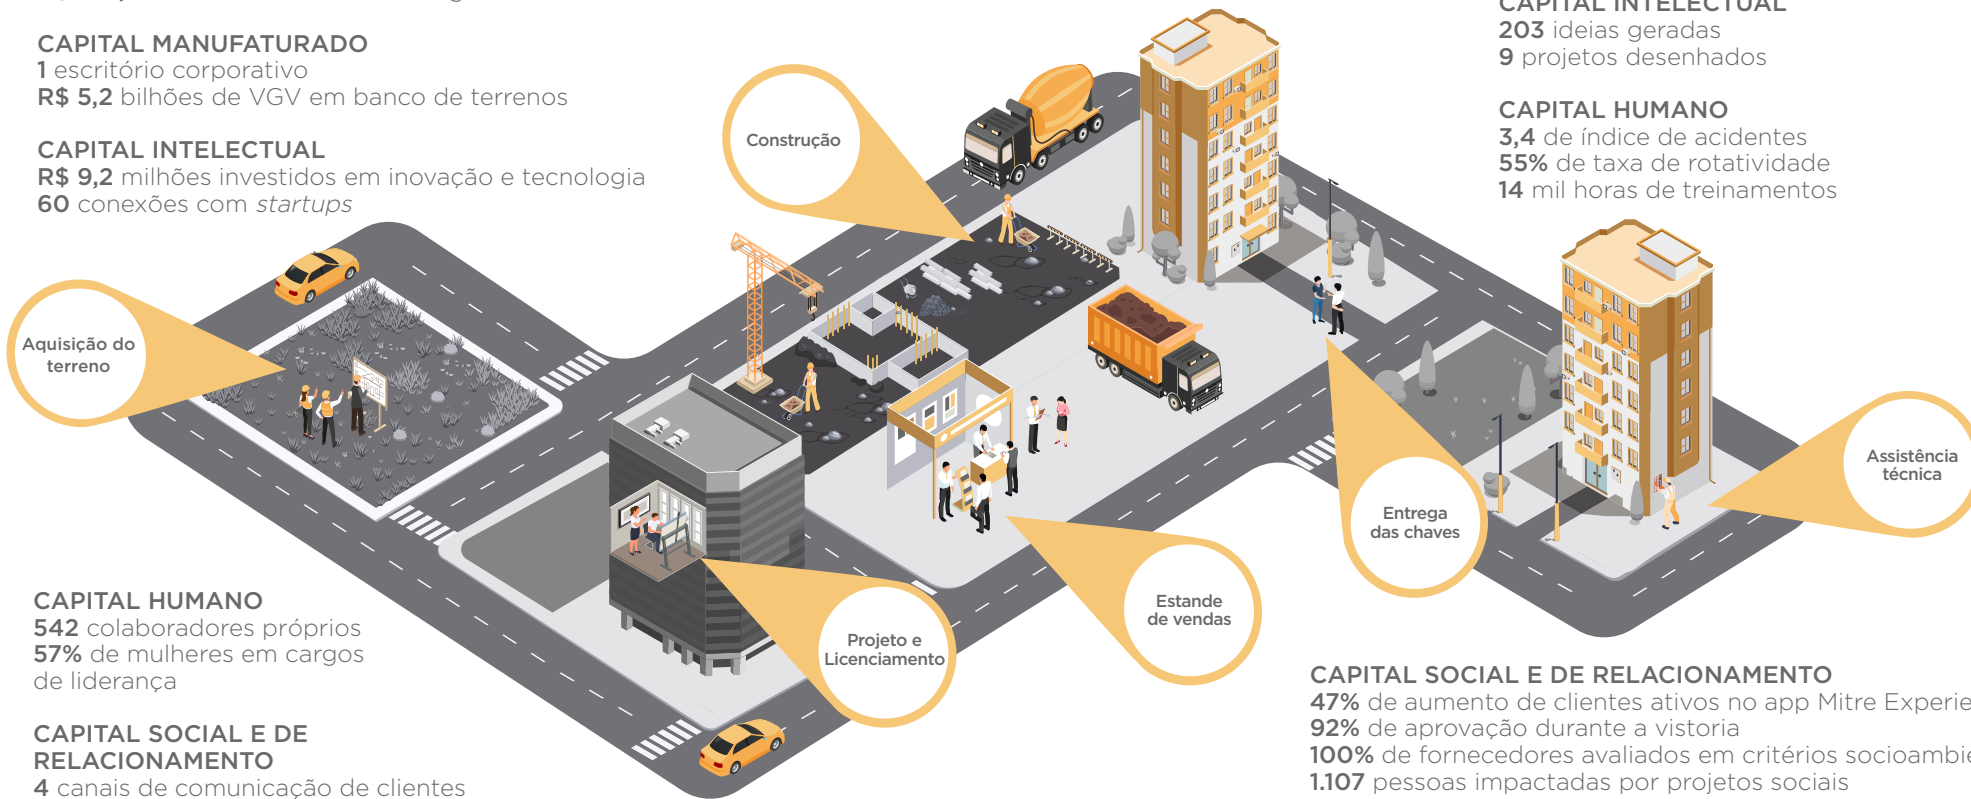 CAPITAL MANUFATURADO
1 escritório corporativo
R$ 5,2 bilhões de VGV em banco de terrenos
CAPITAL INTELECTUAL
R$ 9,2 milhões investidos em inovação e tecnologia
60 conexões com startups
CAPITAL INTELECTUAL
203 ideias geradas
9 projetos desenhados
CAPITAL HUMANO
3,4 de índice de acidentes
55% de taxa de rotatividade
14 mil horas de treinamentos
Construção
Aquisição do
terreno
Projeto e
Licenciamento
Estande
de vendas
Entrega
das chaves
Assistência
técnica
CAPITAL HUMANO
542 colaboradores próprios
57% de mulheres em cargos
de liderança
CAPITAL SOCIAL E DE
RELACIONAMENTO
4 canais de comunicação de clientes
CAPITAL SOCIAL E DE RELACIONAMENTO
47% de aumento de clientes ativos no app Mitre
92% de aprovação durante a vistoria
100% de fornecedores avaliados em critérios
1.107 pessoas impactadas por projetos sociais